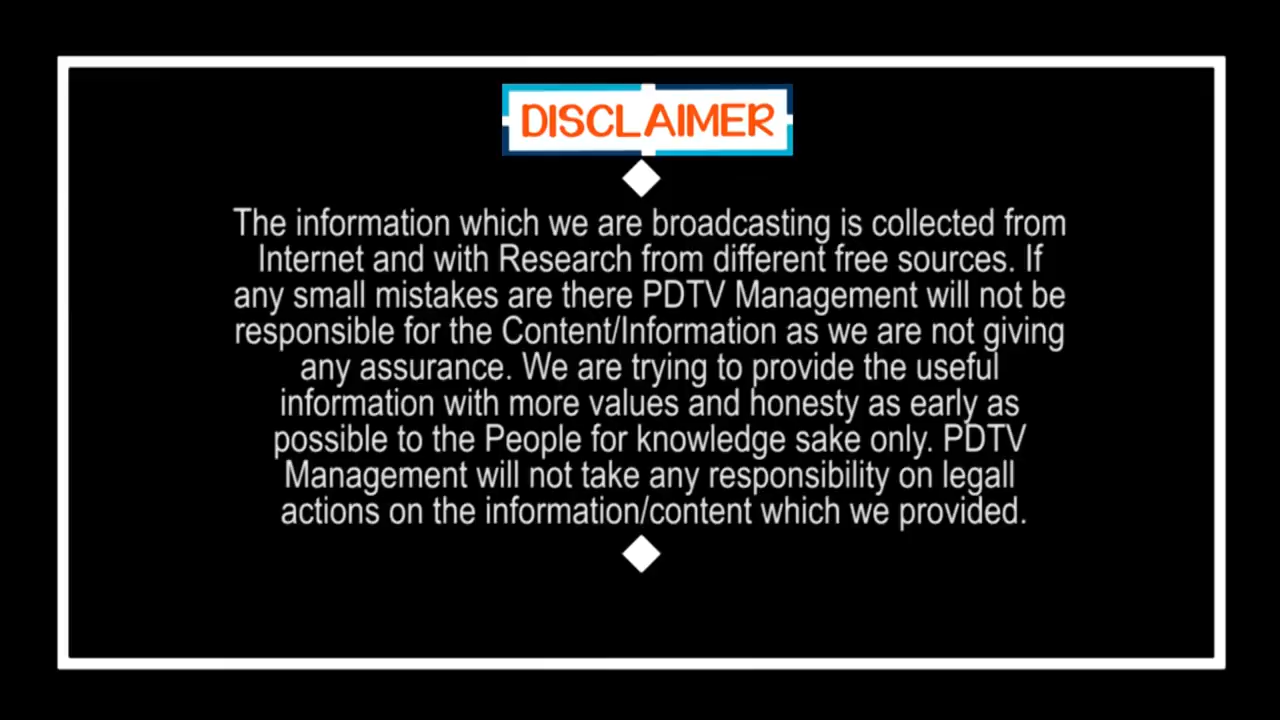 DISCLAIMER
The information which we are broadcasting is collected from
Internet and with Research from different free sources. If
any small mistakes are there PDTV Management will not be
responsible for the Content/Information as we are not giving
any assurance. We are trying to provide the useful
information with more values and honesty as early as
possible to the People for knowledge sake only. PDTV
Management will not take any responsibility on legall
actions on the information/content which we provided.